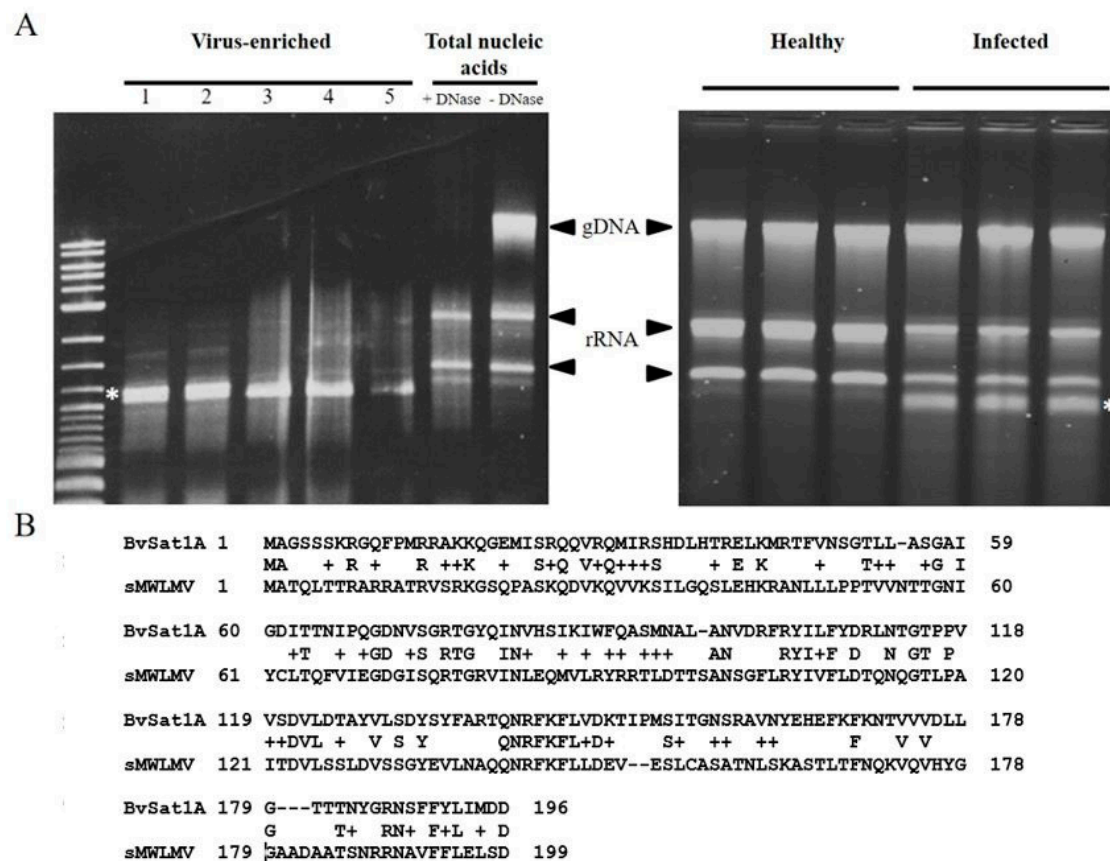 A
Virus-enriched
Total nucleic
acids
1 2 3 4 5 + DNase - DNase
Healthy Infected
gDNA
rRNA
*
*
B
BvSat1A 1 MAGSSSKRGQFPMRRAKKQGEMISRQQVRQMIRSHDLHTRELKMRTFVNSGTLL-ASGAI 59
MA + R + R ++K + S+Q V+Q+++S + E K + T++ +G I
sMWLMV 1 MATQLTTRARRATRVSRKGSQPASKQDVKQVVKSILGQSLEHKRANLLLPPTVVNTTGNI 60
BvSat1A 60 GDITTNIPQGDNVSGRTGYQINVHSIKIWFQASMNAL-ANVDRFRYILFYDRLNTGTPPV 118
+T + +GD +S RTG IN+ + + ++ +++ AN RYI+F D N GT P
sMWLMV 61 YCLTQFVIEGDGISQRTGRVINLEQMVLRYRRTLDTTSANSGFLRYIVFLDTQNQGTLPA 120
BvSat1A 119 VSDVLDTAYVLSDYSYFARTQNRFKFLVDKTIPMSITGNSRAVNYEHEFKFKNTVVVDLL 178
++DVL + V S Y QNRFKFL+D+ S+ ++ ++ F V V
sMWLMV 121 ITDVLSSLDVSSGYEVLNAQQNRFKFLLDEV--ESLCASATNLSKASTLTFNQKVQVHYG 178
BvSat1A 179 G---TTTNYGRNSFFYLIMDD 196
G T+ RN+ F+L + D
sMWLMV 179 GAADAATSNRRNAVFFLELSD 199